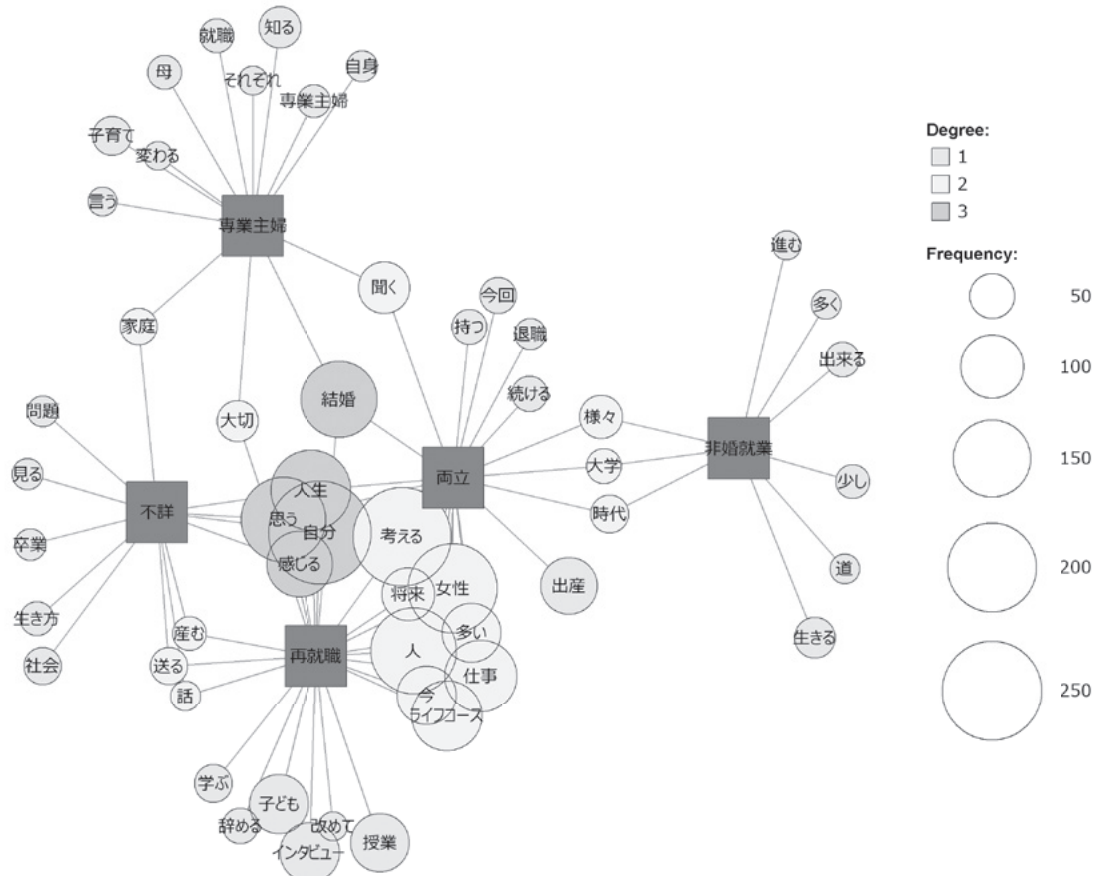 就職
知る
母
それぞれ
自身
専業主婦
子育て
変わる
言う
専業主婦
聞く
家庭
今回
持つ
退職
続ける
結婚
大切
様々
大学
時代
問題
見る
卒業
生き方
社会
不詳
両立
人生
思う
自分
感じる
考える
将来
女性
多い
人
仕事
今
ライフコース
出産
産む
送る
話
再就職
学ぶ
子ども
辞める
改めて
インタビュー
授業
進む
多く
出来る
非婚就業
少し
道
生きる
Degree:
1
2
3
Frequency:
50
100
150
200
250